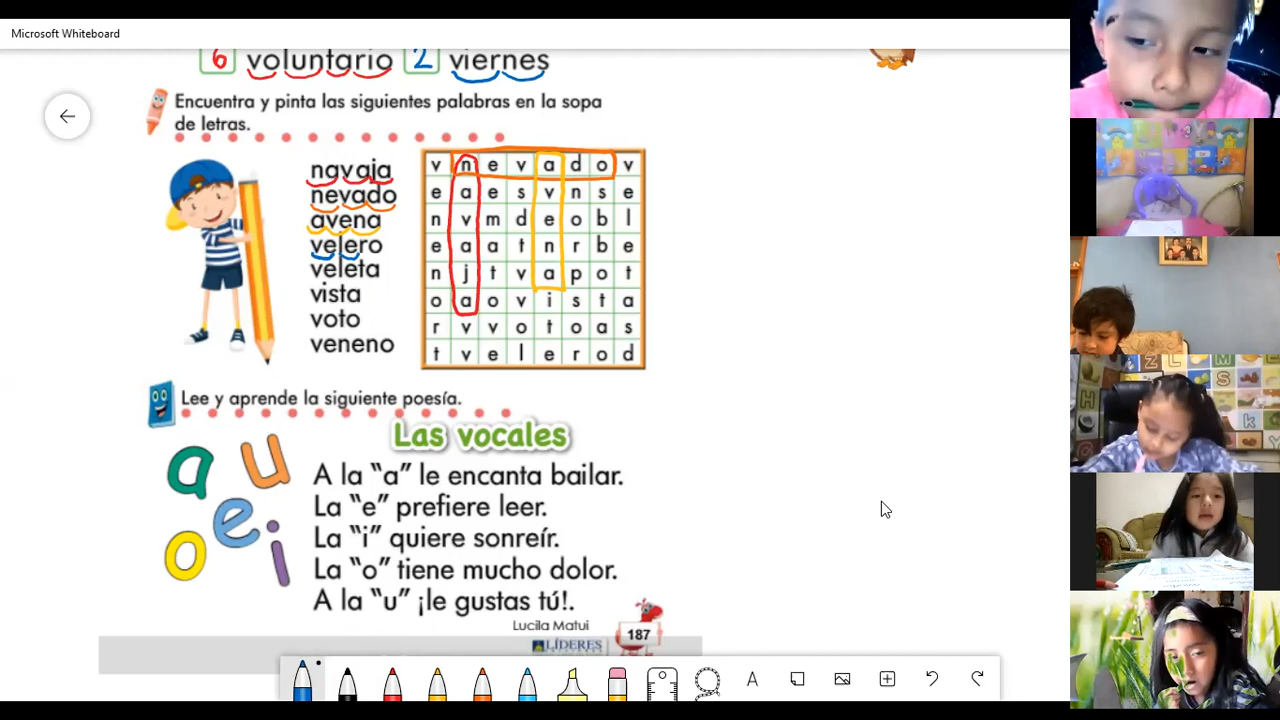 Microsoft Whiteboard
6 voluntario 2 viernes
Encuentra y pinta las siguientes palabras en la sopa
de letras.
navaja
nevado
avena
velero
veleta
vista
voto
veneno
v n e v a d o v
e a e s v n s e
n v m d e o b l
e a a t n r b e
n j t v a p o t
o a o v i s t a
r v v o t o a s
t v e l e r o d
Lee y aprende la siguiente poesía.
Las vocales
a u e o i
A la "a" le encanta bailar.
La "e" prefiere leer.
La "i" quiere sonreír.
La "o" tiene mucho dolor.
A la "u" ¡le gustas tú!.
Lucila Matui
LÍDERES
187
A